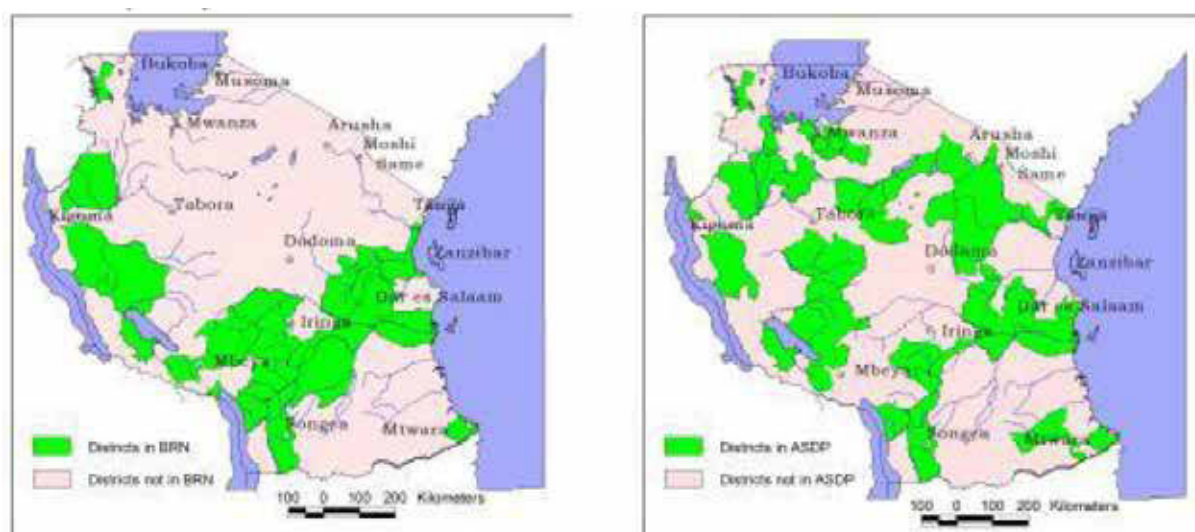 Bukoba
Musoma
Mwanza
Arusha
Moshi
Same
Kigoma
Tabora
Tanga
Dodoma
Zanzibar
Dar es Salaam
Iringa
Mbeya
Songea
Mtwara
Districts in BRN
Districts not in BRN
100 0 100 200 Kilometers
Bukoba
Musoma
Mwanza
Arusha
Moshi
Same
Kigoma
Tabora
Tanga
Dodoma
Zanzibar
Dar es Salaam
Iringa
Mbeya
Songea
Mtwara
Districts in ASDP
Districts not in ASDP
100 0 100 200 Kilometers